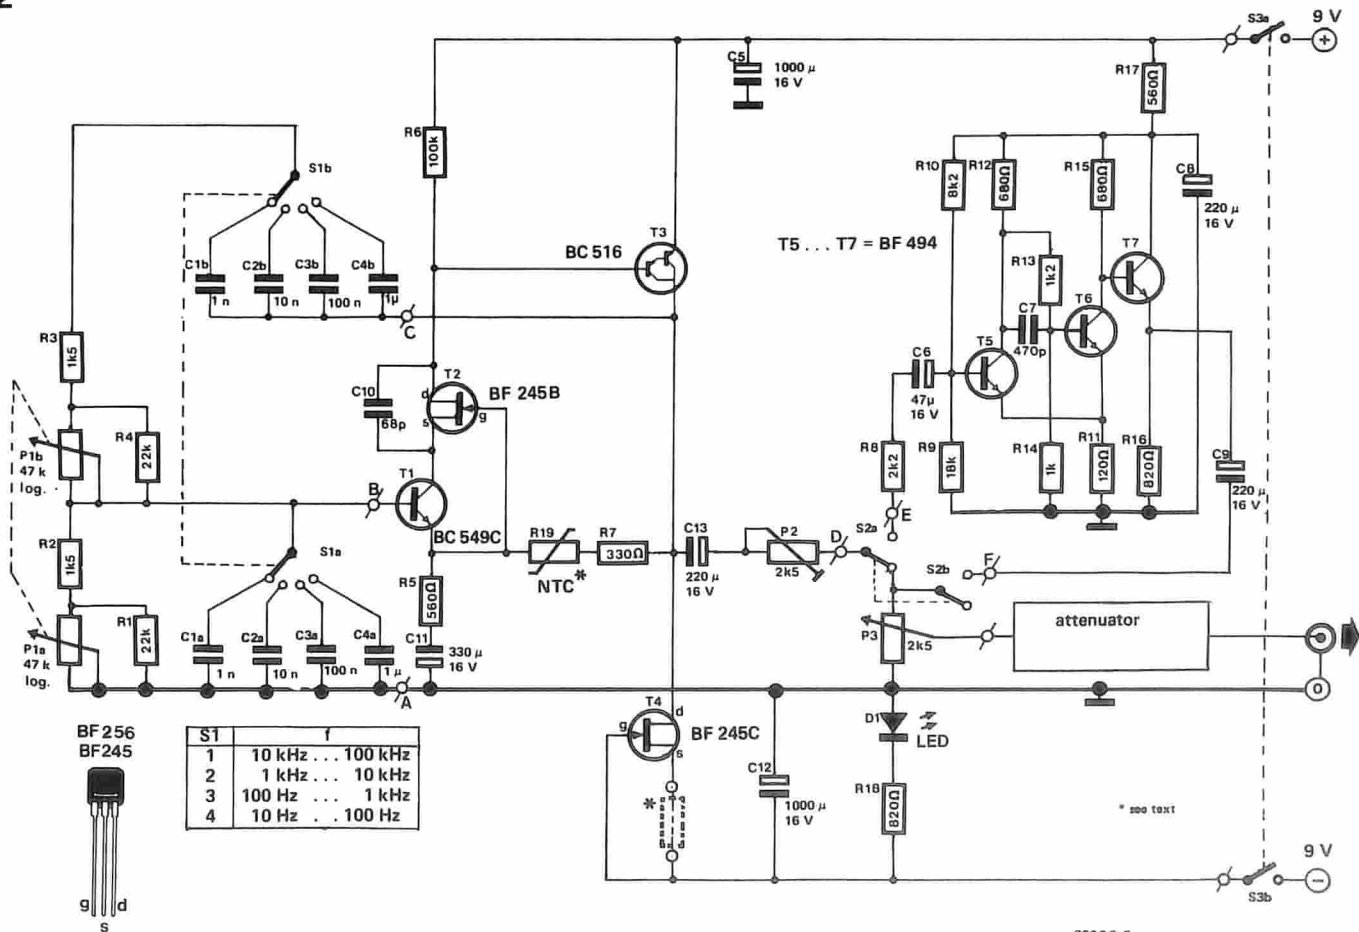 2
S3a
9 V
+
C5
1000 µ
16 V
R17
560Ω
R6
100k
S1b
R10
8k2
R12
680Ω
R15
680Ω
C8
220 µ
16 V
T3
BC 516
T5 . . . T7 = BF 494
T7
R13
1k2
C1b
1 n
C2b
10 n
C3b
100 n
C4b
1µ
C
T6
R3
1k5
T5
C7
470p
C6
47µ
16 V
T2
d
s
g
BF 245B
C10
68p
P1b
47 k
log.
R4
22k
R8
2k2
R9
18k
R14
1k
R11
120Ω
R16
820Ω
C9
220 µ
16 V
B
T1
BC 549C
E
R2
1k5
S1a
R19
NTC*
R7
330Ω
C13
220 µ
16 V
P2
2k5
D
S2a
S2b
F
R5
560Ω
P1a
47 k
log.
R1
22k
C1a
1 n
C2a
10 n
C3a
100 n
C4a
1 µ
C11
330 µ
16 V
P3
2k5
attenuator
A
0
T4
g
d
s
BF 245C
D1
LED
BF 256
BF245
g
s
d
S1 f
1 10 kHz . . . 100 kHz
2 1 kHz . . . 10 kHz
3 100 Hz . . . 1 kHz
4 10 Hz . . . 100 Hz
*
C12
1000 µ
16 V
R18
820Ω
* see text
9 V
−
S3b